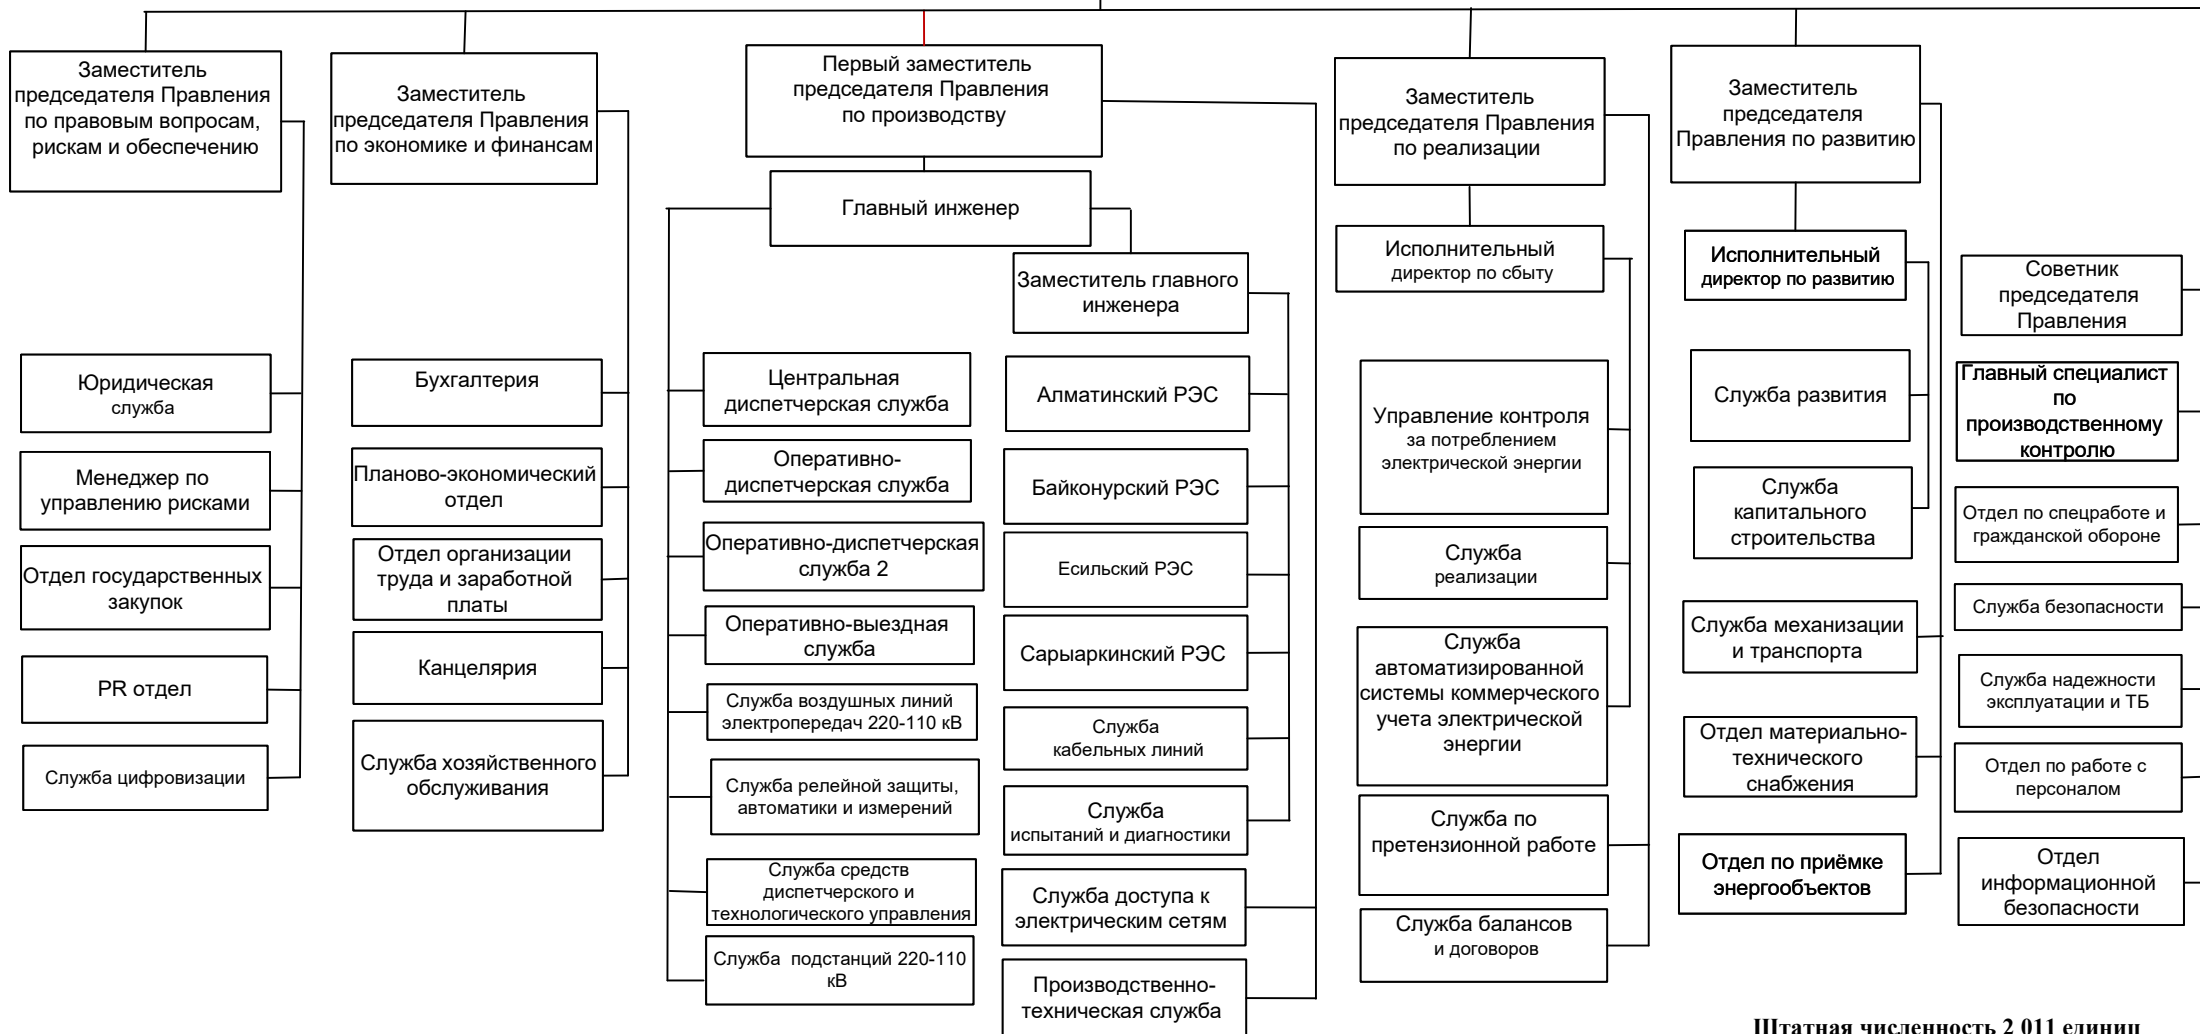 Заместитель
председателя Правления
по правовым вопросам,
рискам и обеспечению
Юридическая
служба
Менеджер по
управлению рисками
Отдел государственных
закупок
PR отдел
Служба цифровизации
Заместитель
председателя Правления
по экономике и финансам
Бухгалтерия
Планово-экономический
отдел
Отдел организации
труда и заработной
платы
Канцелярия
Служба хозяйственного
обслуживания
Первый заместитель
председателя Правления
по производству
Главный инженер
Центральная
диспетчерская служба
Оперативно-
диспетчерская служба
Оперативно-диспетчерская
служба 2
Оперативно-выездная
служба
Служба воздушных линий
электропередач 220-110 кВ
Служба релейной защиты,
автоматики и измерений
Служба средств
диспетчерского и
технологического управления
Служба подстанций 220-110
кВ
Заместитель главного
инженера
Алматинский РЭС
Байконурский РЭС
Есильский РЭС
Сарыаркинский РЭС
Служба
кабельных линий
Служба
испытаний и диагностики
Служба доступа к
электрическим сетям
Производственно-
техническая служба
Заместитель
председателя Правления
по реализации
Исполнительный
директор по сбыту
Управление контроля
за потреблением
электрической энергии
Служба
реализации
Служба
автоматизированной
системы коммерческого
учета электрической
энергии
Служба по
претензионной работе
Служба балансов
и договоров
Заместитель
председателя
Правления по развитию
Исполнительный
директор по развитию
Служба развития
Служба
капитального
строительства
Служба механизации
и транспорта
Отдел материально-
технического
снабжения
Отдел по приёмке
энергообъектов
Советник
председателя
Правления
Главный специалист
по
производственному
контролю
Отдел по спецработе и
гражданской обороне
Служба безопасности
Служба надежности
эксплуатации и ТБ
Отдел по работе с
персоналом
Отдел
информационной
безопасности
Штатная численность 2 011 единиц